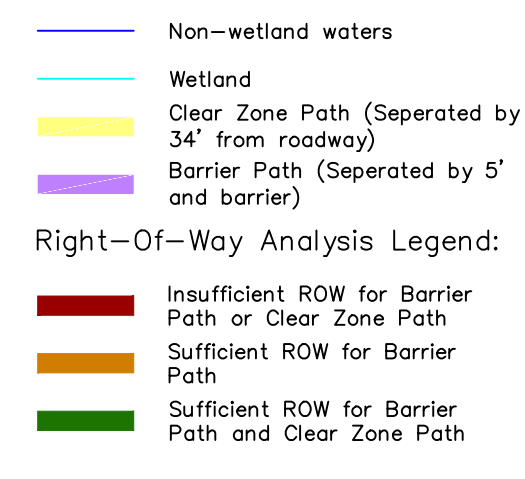 Non-wetland waters
Wetland
Clear Zone Path (Seperated by
34' from roadway)
Barrier Path (Seperated by 5'
and barrier)
Right-Of-Way Analysis Legend:
Insufficient ROW for Barrier
Path or Clear Zone Path
Sufficient ROW for Barrier
Path
Sufficient ROW for Barrier
Path and Clear Zone Path